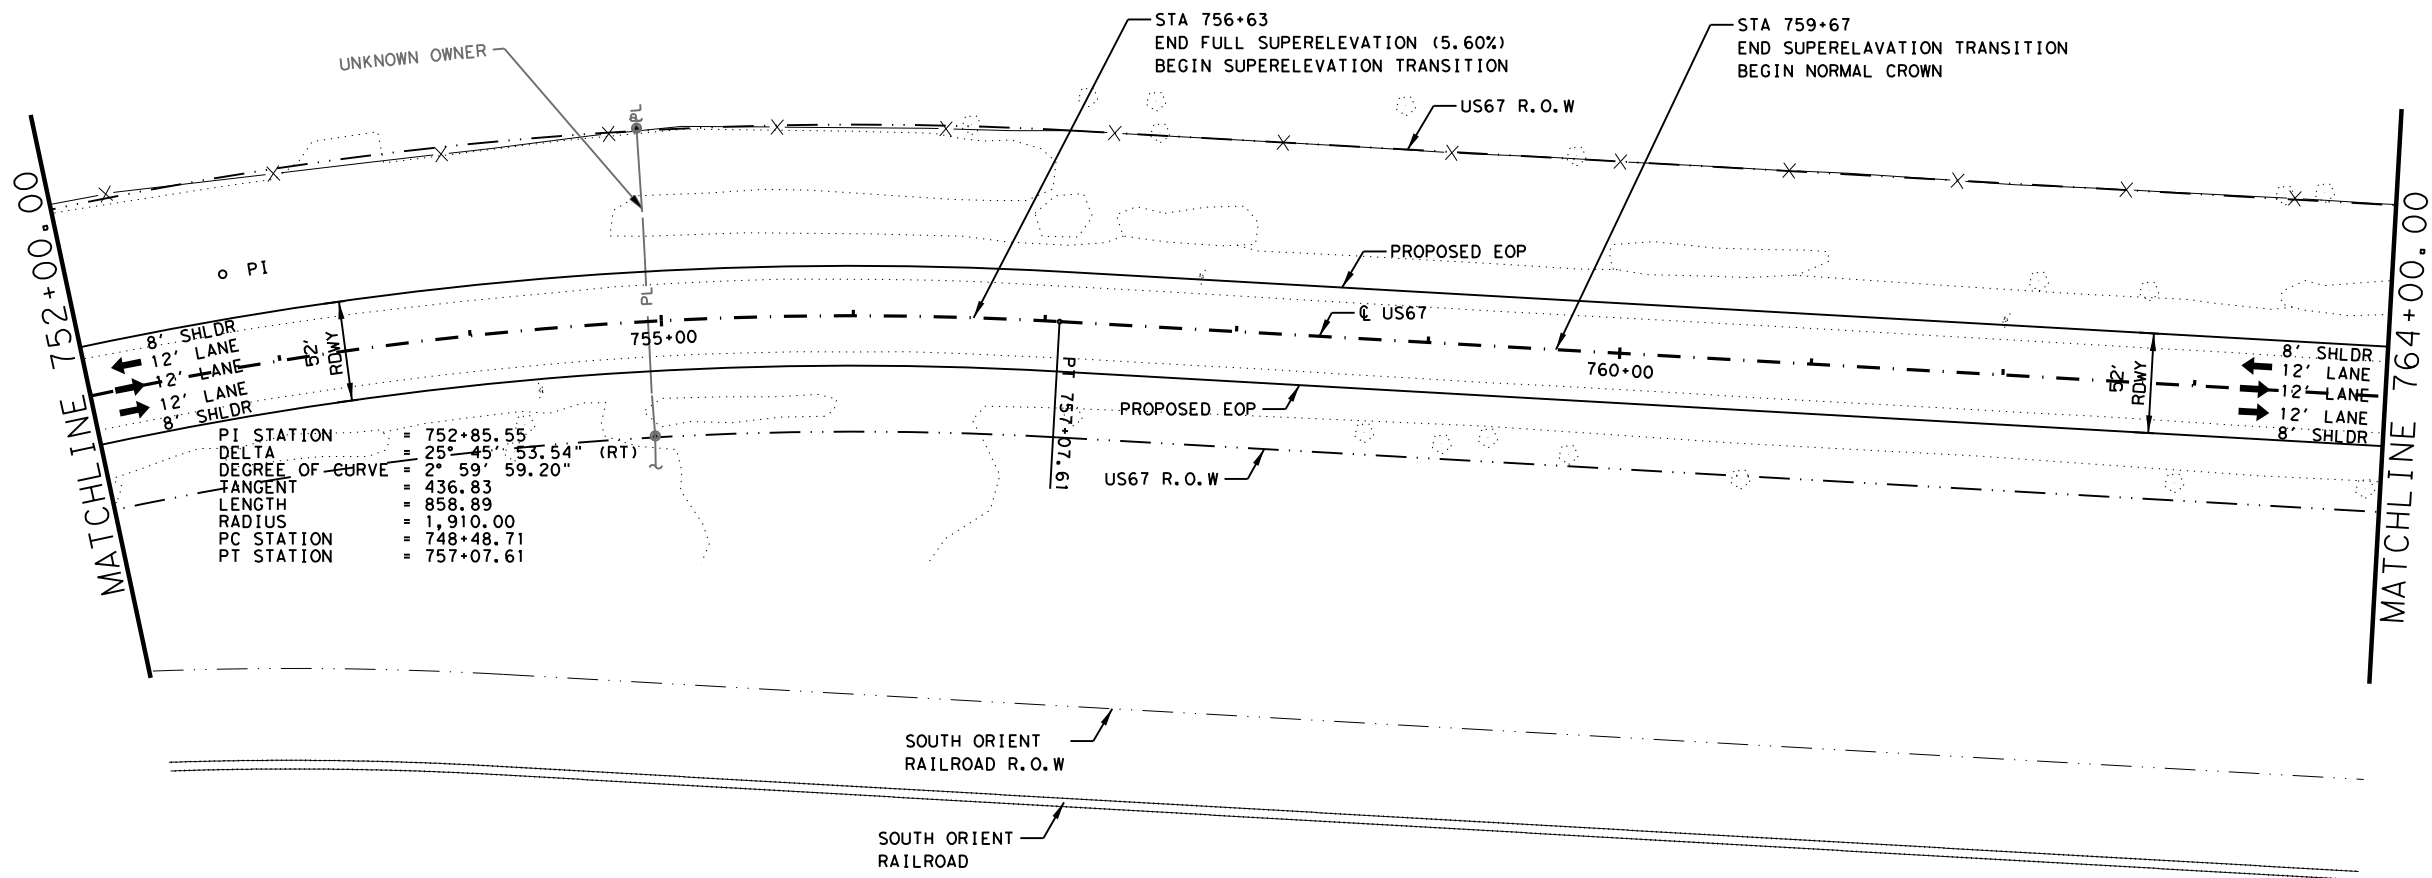 STA 756+63
END FULL SUPERELEVATION (5.60%)
BEGIN SUPERELEVATION TRANSITION
STA 759+67
END SUPERELAVATION TRANSITION
BEGIN NORMAL CROWN
UNKNOWN OWNER
PL
US67 R.O.W
MATCHLINE 752+00.00
MATCHLINE 764+00.00
PI
PROPOSED EOP
PL
℄ US67
755+00
760+00
8' SHLDR
12' LANE
12' LANE
12' LANE
8' SHLDR
52'
RDWY
52'
RDWY
8' SHLDR
12' LANE
12' LANE
12' LANE
8' SHLDR
PT 757+07.61
PROPOSED EOP
US67 R.O.W
PI STATION = 752+85.55
DELTA = 25° 45' 53.54" (RT)
DEGREE OF CURVE = 2° 59' 59.20"
TANGENT = 436.83
LENGTH = 858.89
RADIUS = 1,910.00
PC STATION = 748+48.71
PT STATION = 757+07.61
SOUTH ORIENT
RAILROAD R.O.W
SOUTH ORIENT
RAILROAD